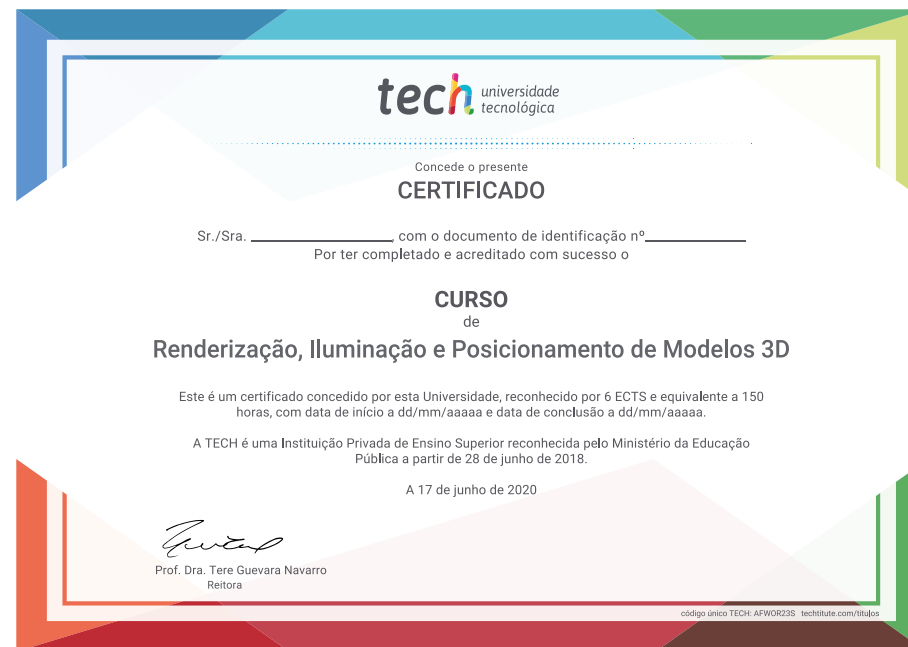 tech universidade
tecnológica
Concede o presente
CERTIFICADO
Sr./Sra. ____________________, com o documento de identificação nº______________
Por ter completado e acreditado com sucesso o
CURSO
de
Renderização, Iluminação e Posicionamento de Modelos 3D
Este é um certificado concedido por esta Universidade, reconhecido por 6 ECTS e equivalente a 150
horas, com data de início a dd/mm/aaaaa e data de conclusão a dd/mm/aaaaa.
A TECH é uma Instituição Privada de Ensino Superior reconhecida pelo Ministério da Educação
Pública a partir de 28 de junho de 2018.
A 17 de junho de 2020
Prof. Dra. Tere Guevara Navarro
Reitora
código único TECH: AFWOR23S techtitute.com/titulos